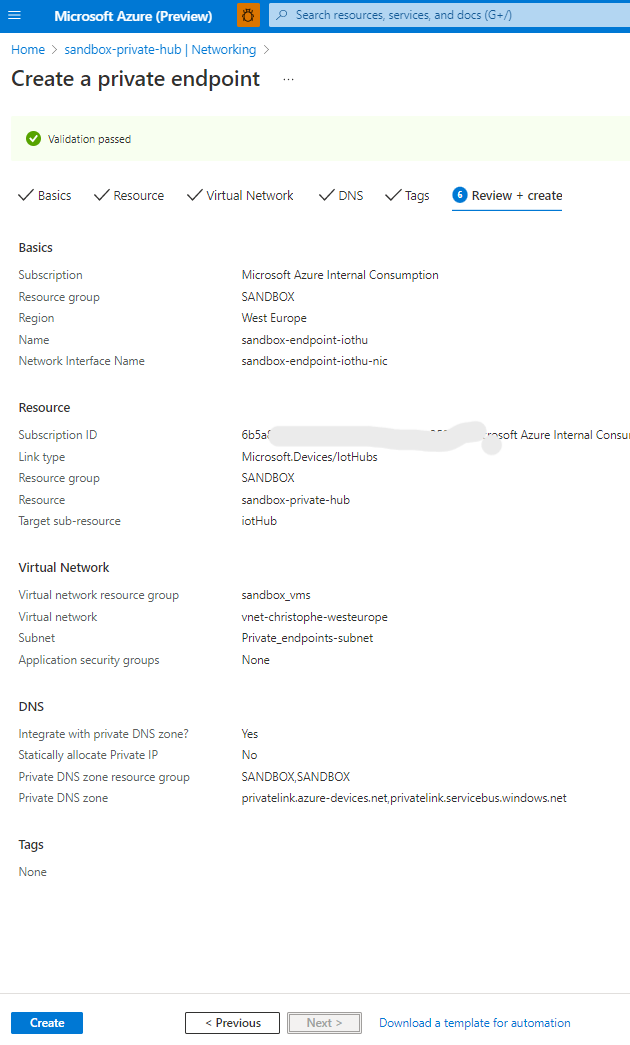 Microsoft Azure (Preview)
Search resources, services, and docs (G+/)
Home > sandbox-private-hub | Networking >
Create a private endpoint ...
Validation passed
Basics Resource Virtual Network DNS Tags 6 Review + create
Basics
Subscription Microsoft Azure Internal Consumption
Resource group SANDBOX
Region West Europe
Name sandbox-endpoint-iothu
Network Interface Name sandbox-endpoint-iothu-nic
Resource
Subscription ID Azure Internal
Link type Microsoft.Devices/IotHubs
Resource group SANDBOX
Resource sandbox-private-hub
Target sub-resource iotHub
Virtual Network
Virtual network resource group sandbox_vms
Virtual network vnet-christophe-westeurope
Subnet Private_endpoints-subnet
Application security groups None
DNS
Integrate with private DNS zone? Yes
Statically allocate Private IP No
Private DNS zone resource group SANDBOX,SANDBOX
Private DNS zone privatelink.azure-devices.net,privatelink.servicebus.windows.net
Tags
None
Create < Previous Next > Download a template for automation